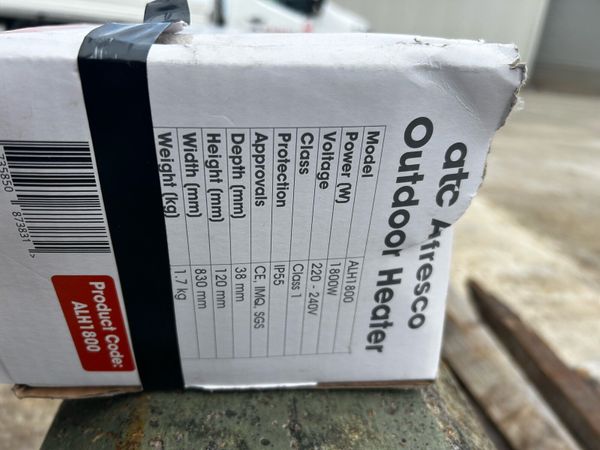 atc Afresco
Outdoor Heater
Model ALH1800
Power (W) 1800W
Voltage 220 - 240V
Class Class 1
Protection IP55
Approvals CE, IMQ, SGS
Depth (mm) 38 mm
Height (mm) 120 mm
Width (mm) 830 mm
Weight (kg) 1.7 kg
735850 873831 >
Product Code:
ALH1800